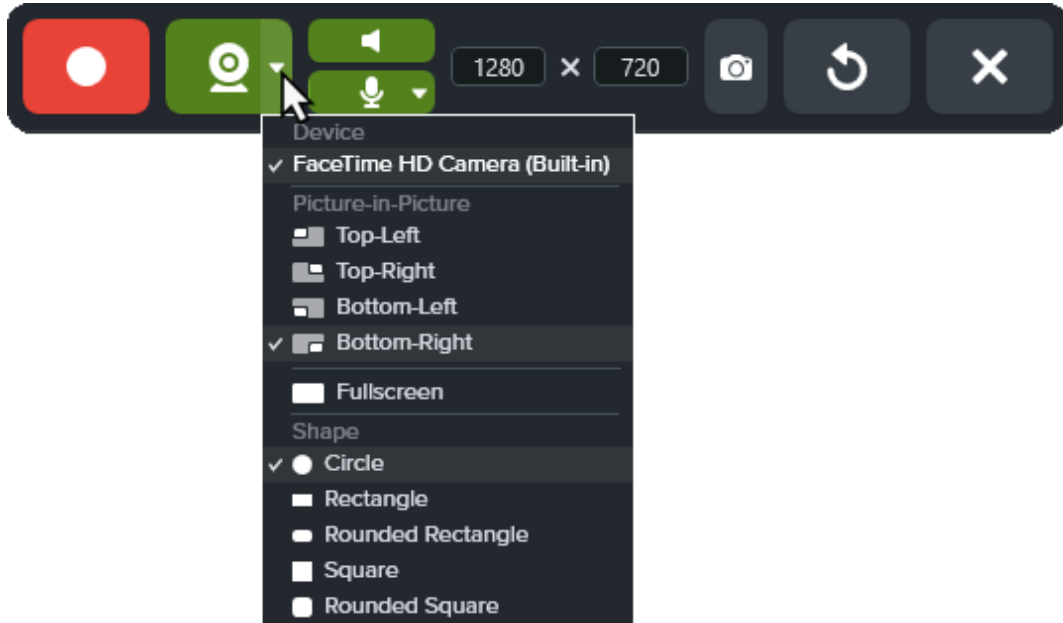 1280 × 720
Device
FaceTime HD Camera (Built-in)
Picture-in-Picture
Top-Left
Top-Right
Bottom-Left
Bottom-Right
Fullscreen
Shape
Circle
Rectangle
Rounded Rectangle
Square
Rounded Square